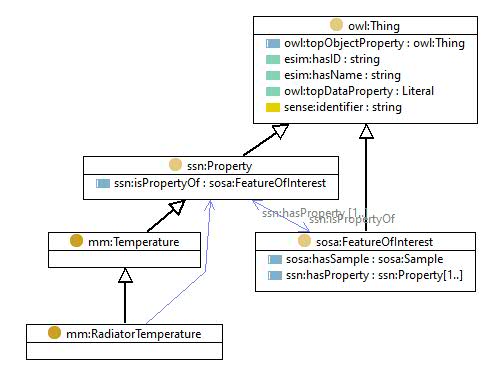 owl:Thing
owl:topObjectProperty : owl:Thing
esim:hasID : string
esim:hasName : string
owl:topDataProperty : Literal
sense:identifier : string
ssn:Property
ssn:isPropertyOf : sosa:FeatureOfInterest
ssn:hasProperty [1..]
ssn:isPropertyOf
mm:Temperature
sosa:FeatureOfInterest
sosa:hasSample : sosa:Sample
ssn:hasProperty : ssn:Property[1..]
mm:RadiatorTemperature